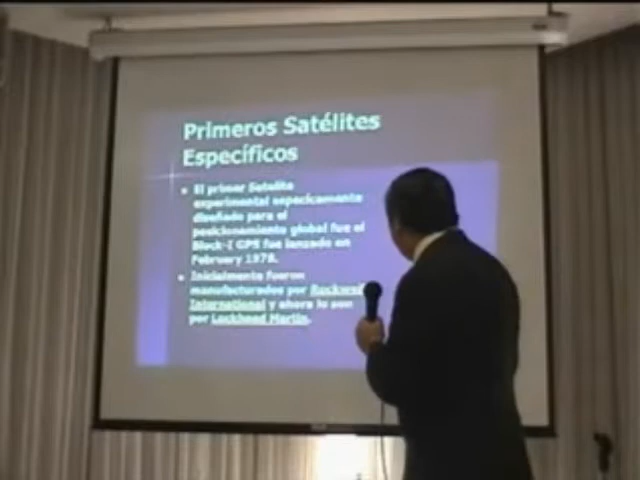 Primeros Satélites
Específicos
El primer Satelite
experimental especicamente
diseñado para el
posicionamiento global fue el
Block-I GPS fue lanzado en
February 1978.
Inicialmente fueron
manufacturados por Rockwell
International y ahora lo son
por Lockheed Martin.